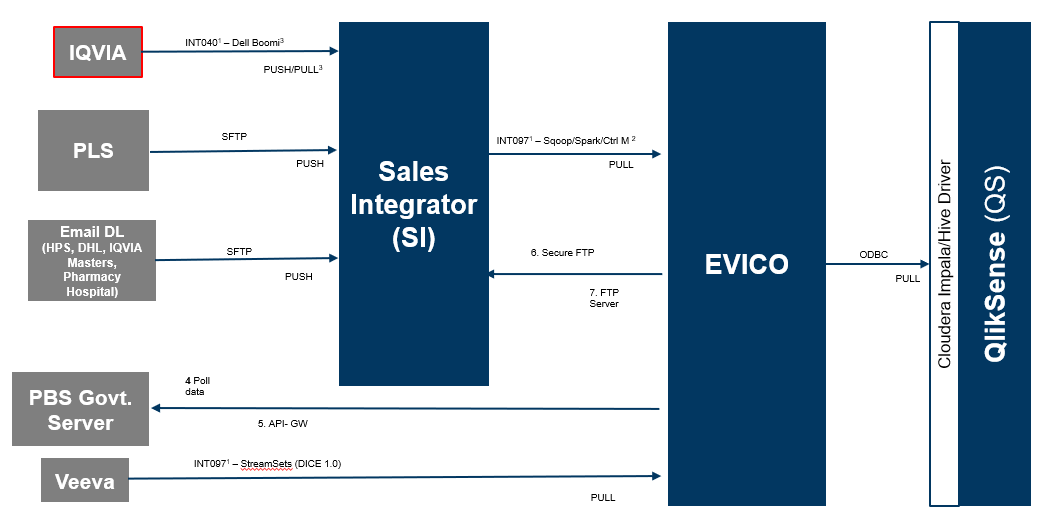 IQVIA
INT040¹ – Dell Boomi³
PUSH/PULL³
PLS
SFTP
PUSH
Email DL
(HPS, DHL, IQVIA
Masters,
Pharmacy
Hospital)
SFTP
PUSH
Sales
Integrator
(SI)
INT097¹ – Sqoop/Spark/Ctrl M ²
PULL
6. Secure FTP
7. FTP
Server
EVICO
ODBC
PULL
Cloudera Impala/Hive Driver
QlikSense (QS)
PBS Govt.
Server
4 Poll
data
5. API- GW
Veeva
INT097¹ – StreamSets (DICE 1.0)
PULL